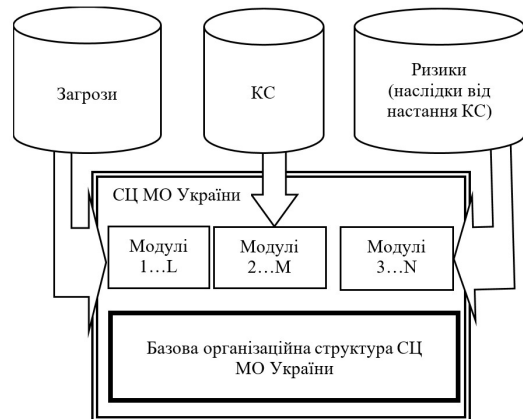 Загрози
КС
Ризики
(наслідки від
настання КС)
СЦ МО України
Модулі
1...L
Модулі
2...M
Модулі
3...N
Базова організаційна структура СЦ
МО України